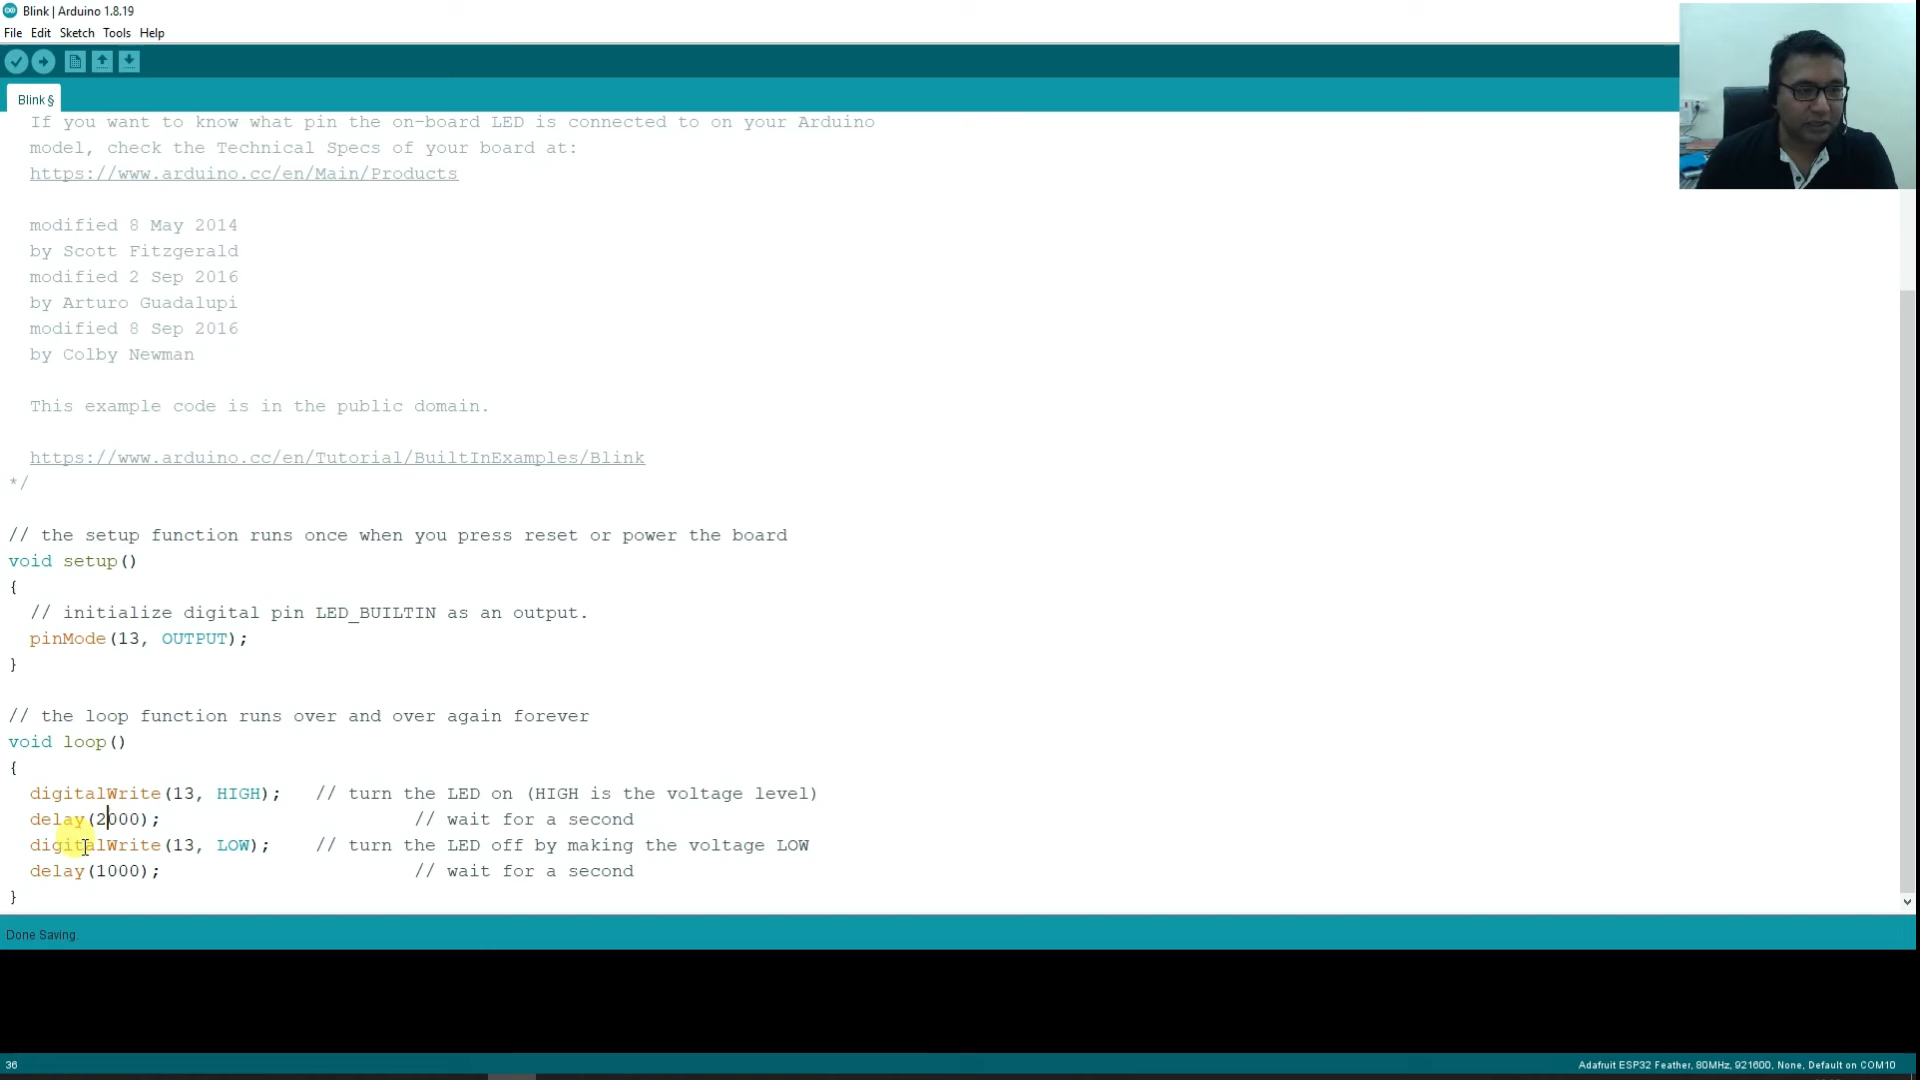 Blink | Arduino 1.8.19
File Edit Sketch Tools Help
Blink §
If you want to know what pin the on-board LED is connected to on your Arduino
model, check the Technical Specs of your board at:
https://www.arduino.cc/en/Main/Products
modified 8 May 2014
by Scott Fitzgerald
modified 2 Sep 2016
by Arturo Guadalupi
modified 8 Sep 2016
by Colby Newman
This example code is in the public domain.
https://www.arduino.cc/en/Tutorial/BuiltInExamples/Blink
*/
// the setup function runs once when you press reset or power the board
void setup()
{
// initialize digital pin LED_BUILTIN as an output.
pinMode(13, OUTPUT);
}
// the loop function runs over and over again forever
void loop()
{
digitalWrite(13, HIGH);   // turn the LED on (HIGH is the voltage level)
delay(2000);                       // wait for a second
digitalWrite(13, LOW);    // turn the LED off by making the voltage LOW
delay(1000);                       // wait for a second
}
Done Saving.
36
Adafruit ESP32 Feather, 80MHz, 921600, None, Default on COM10